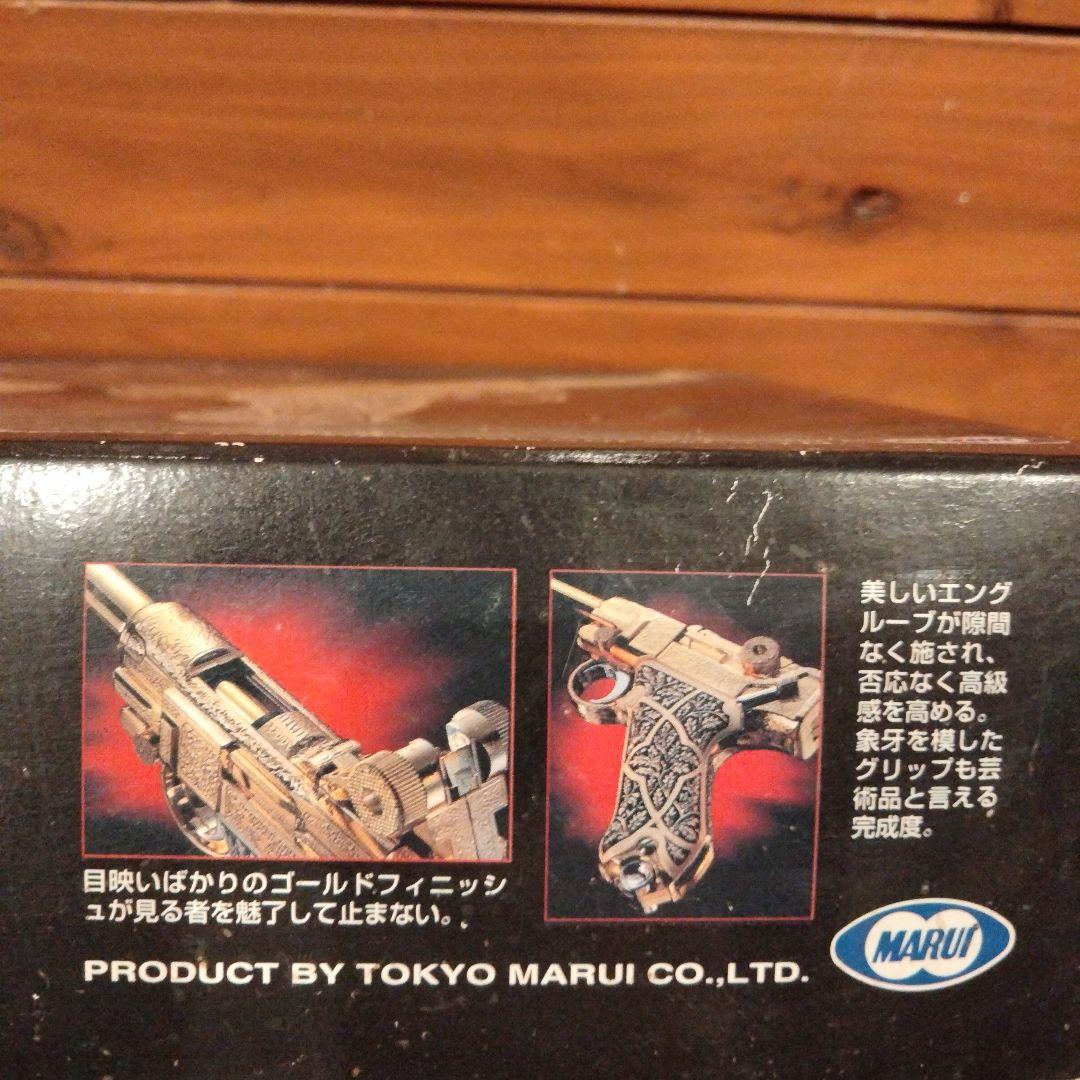 目映いばかりのゴールドフィニッシ
ュが見る者を魅了して止まない。
美しいエング
ルーブが隙間
なく施され、
否応なく高級
感を高める。
象牙を模した
グリップも芸
術品と言える
完成度。
PRODUCT BY TOKYO MARUI CO.,LTD.
MARUI